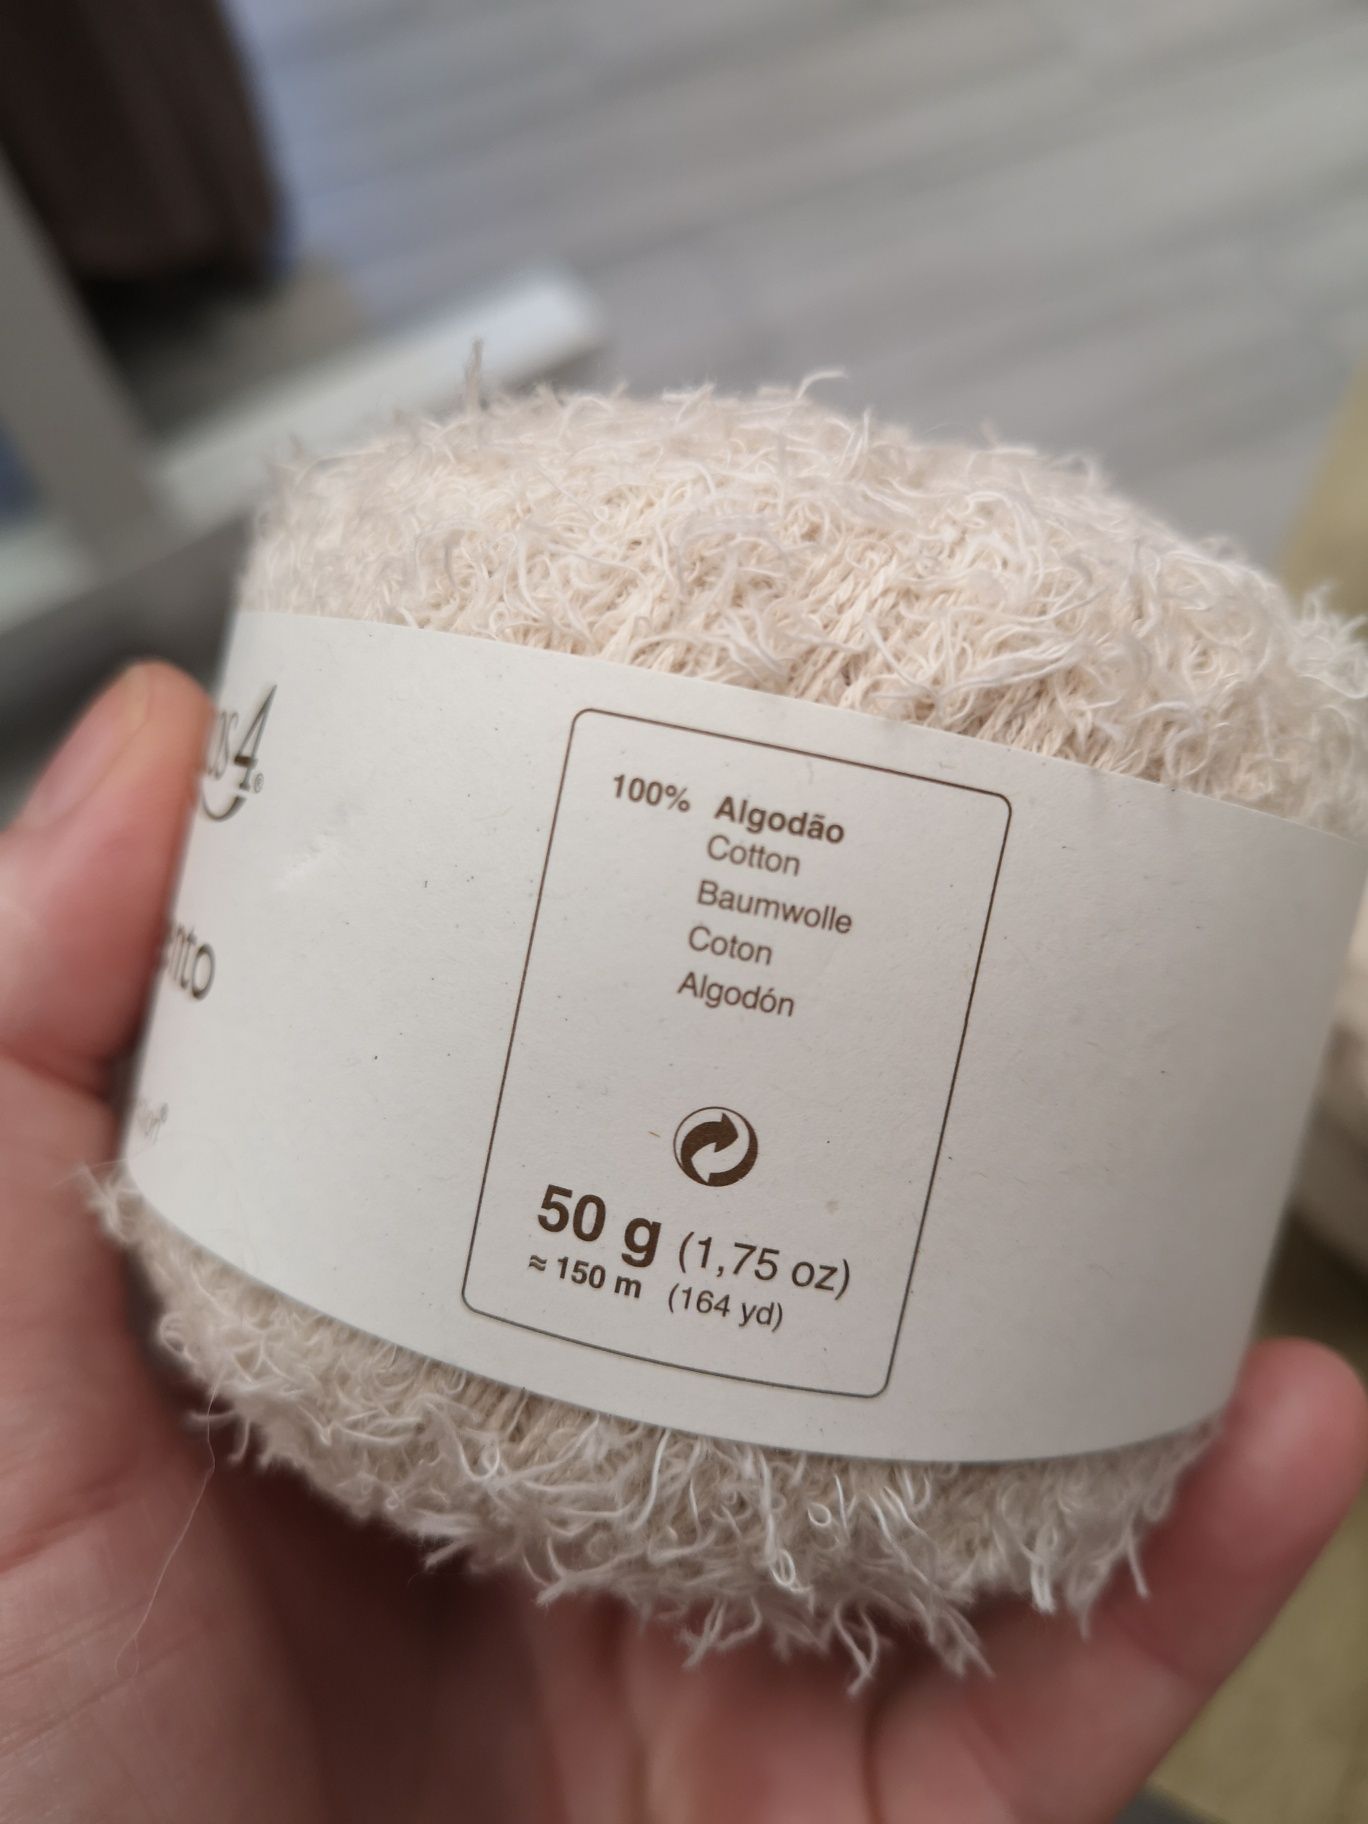 100% Algodão
Cotton
Baumwolle
Coton
Algodón
50 g (1,75 oz)
≈ 150 m (164 yd)